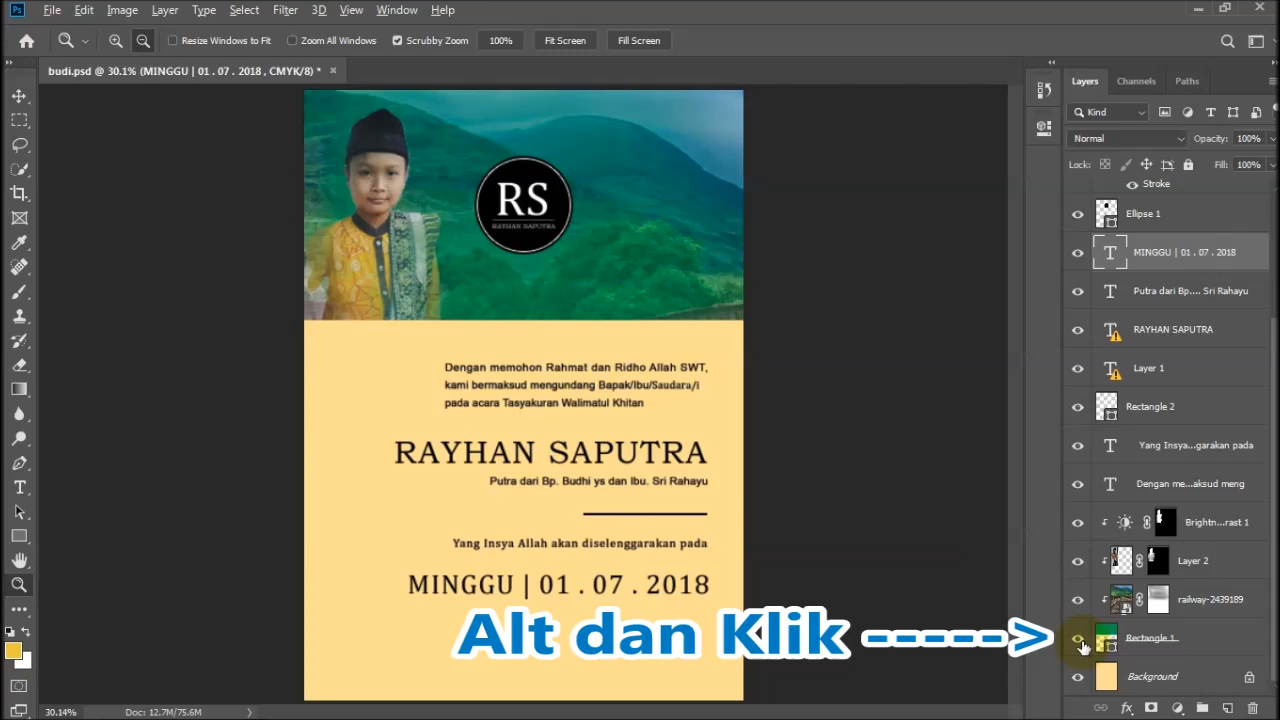 Ps File Edit Image Layer Type Select Filter 3D View Window Help
Resize Windows to Fit Zoom All Windows Scrubby Zoom 100% Fit Screen Fill Screen
budi.psd @ 30.1% (MINGGU | 01 . 07 . 2018 , CMYK/8) *
Layers Channels Paths
Kind
Normal Opacity: 100%
Lock: Fill: 100%
Stroke
Ellipse 1
MINGGU | 01 . 07 . 2018
Putra dari Bp.... Sri Rahayu
RAYHAN SAPUTRA
Layer 1
Rectangle 2
Yang Insya...garakan pada
Dengan me...aksud meng
Brightn...rast 1
Layer 2
railway-2439189
Rectangle 1
Background
RS
RAYHAN SAPUTRA
Dengan memohon Rahmat dan Ridho Allah SWT,
kami bermaksud mengundang Bapak/Ibu/Saudara/i
pada acara Tasyakuran Walimatul Khitan
RAYHAN SAPUTRA
Putra dari Bp. Budhi ys dan Ibu. Sri Rahayu
Yang Insya Allah akan diselenggarakan pada
MINGGU | 01 . 07 . 2018
Alt dan Klik ----->
30.14% Doc: 12.7M/75.6M